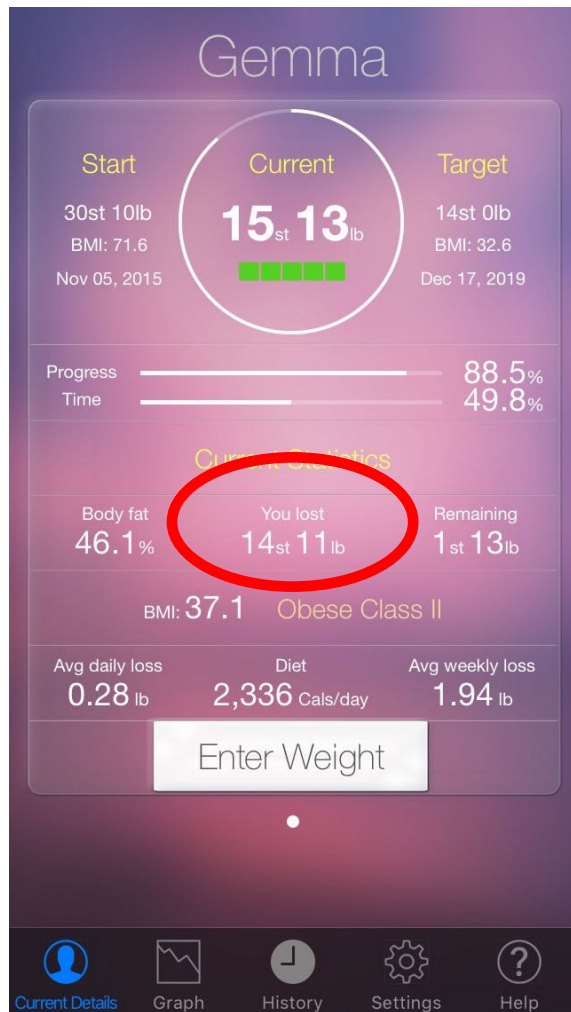 Gemma
Start Current Target
30st 10lb 15st 13lb 14st 0lb
BMI: 71.6 BMI: 32.6
Nov 05, 2015 Dec 17, 2019
Progress 88.5%
Time 49.8%
Current Statistics
Body fat You lost Remaining
46.1% 14st 11lb 1st 13lb
BMI: 37.1 Obese Class II
Avg daily loss Diet Avg weekly loss
0.28 lb 2,336 Cals/day 1.94 lb
Enter Weight
Current Details Graph History Settings Help